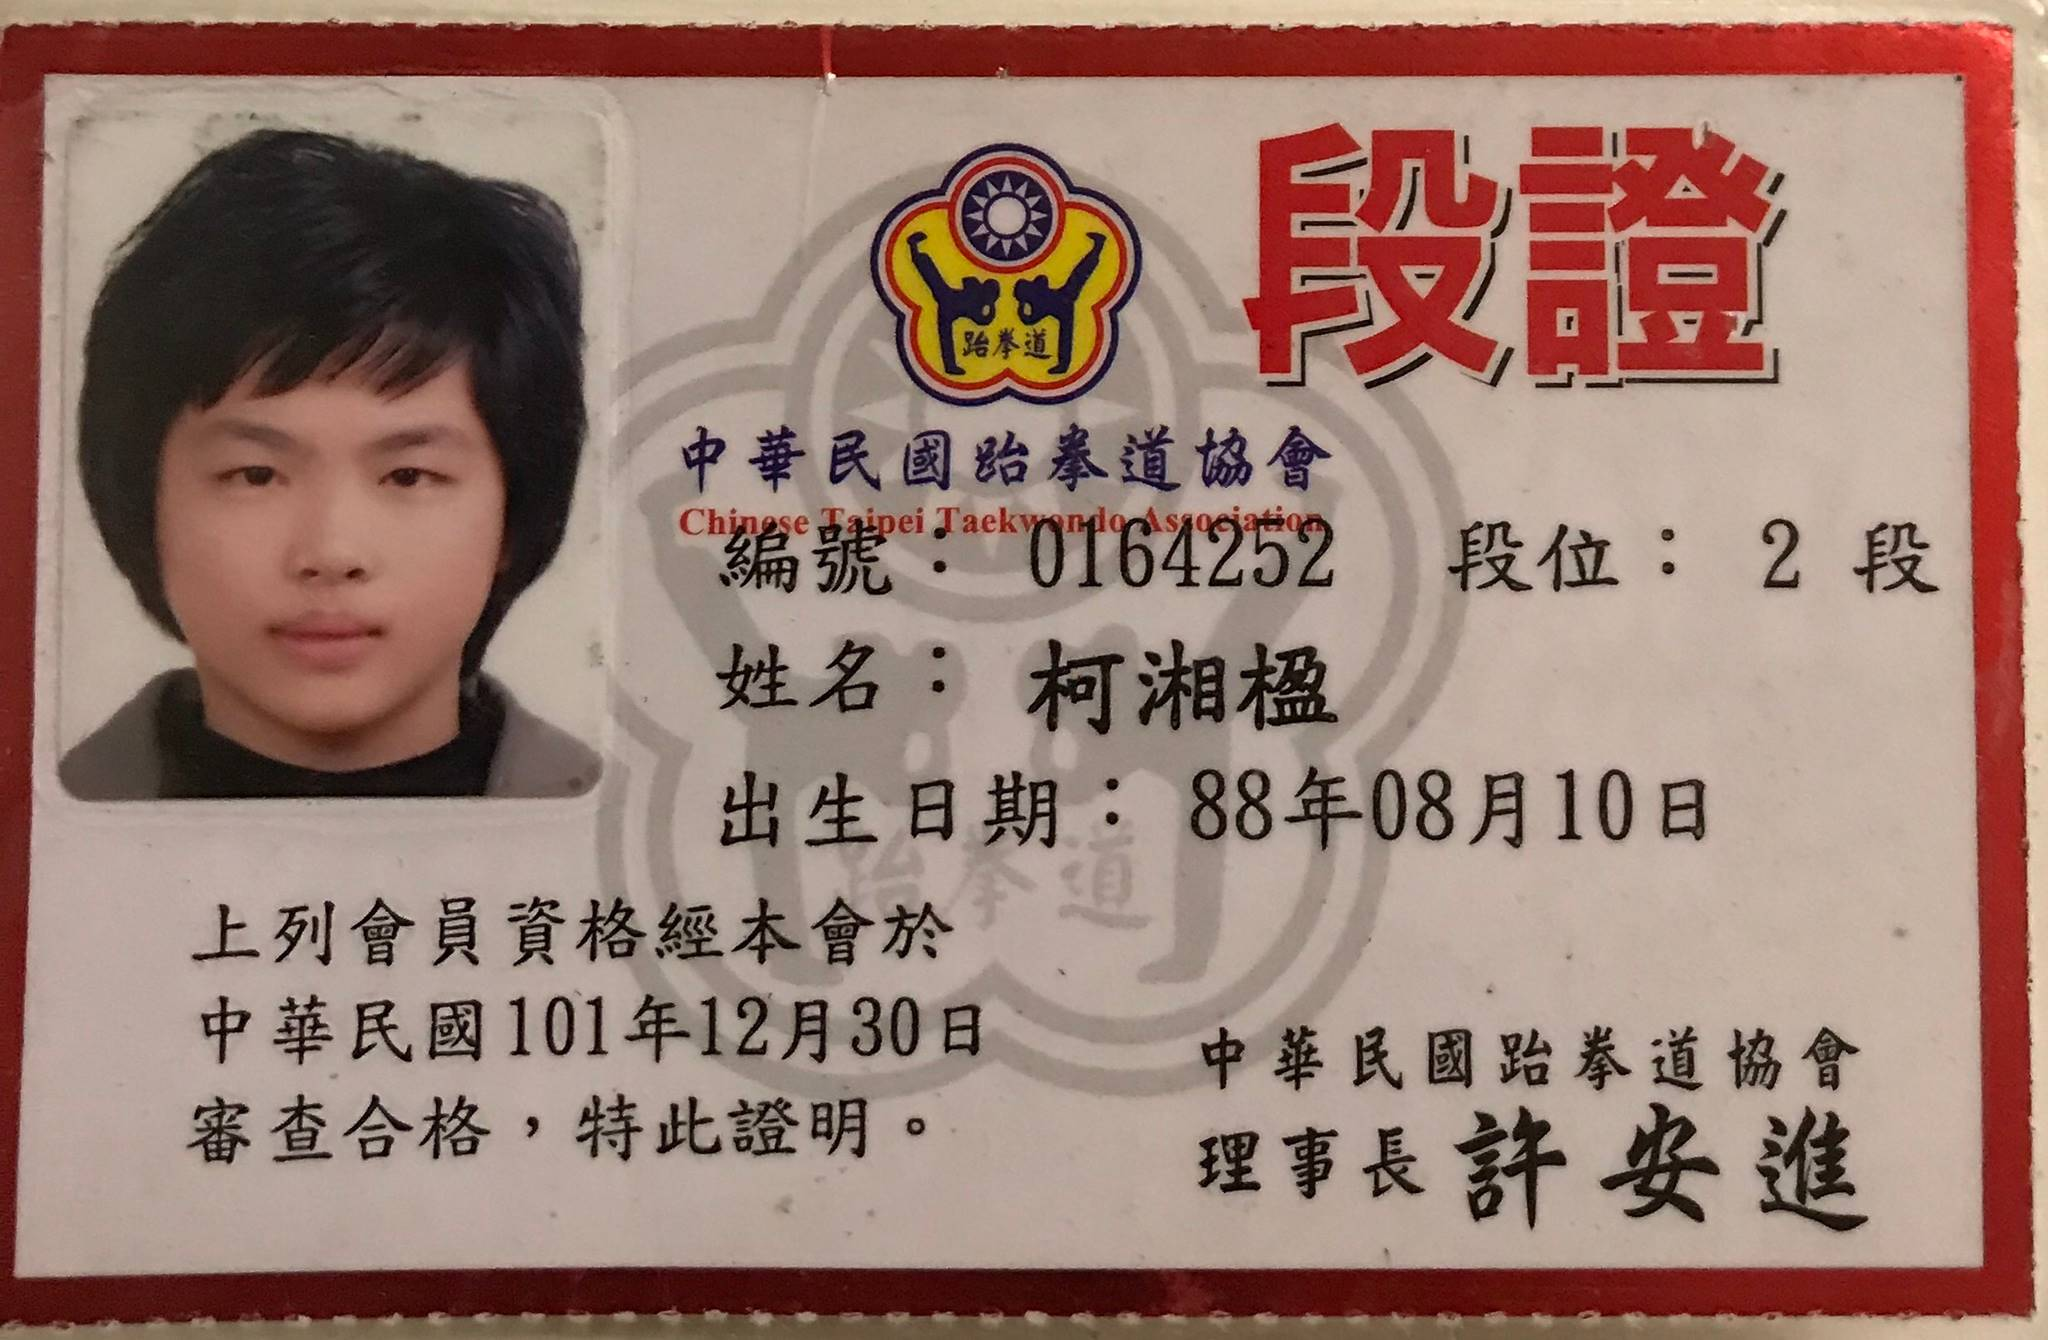 段證
跆拳道
中華民國跆拳道協會
Chinese Taipei Taekwondo Association
編號： 0164252 段位： 2 段
姓名： 柯湘楹
出生日期： 88年08月10日
跆拳道
上列會員資格經本會於
中華民國101年12月30日
審查合格，特此證明。
中華民國跆拳道協會
理事長 許安進